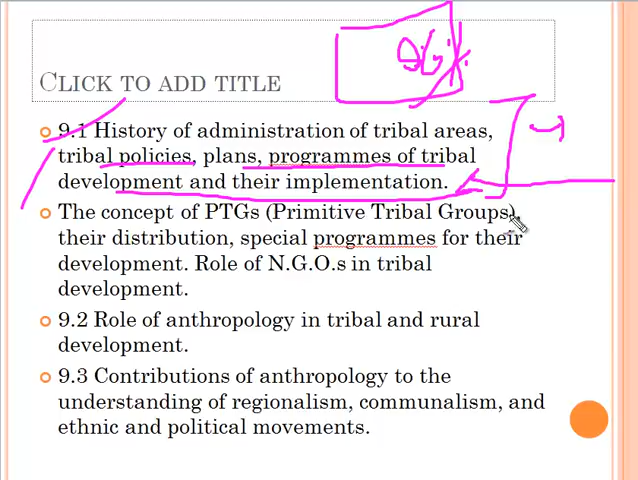 CLICK TO ADD TITLE
9.1 History of administration of tribal areas,
tribal policies, plans, programmes of tribal
development and their implementation.
The concept of PTGs (Primitive Tribal Groups),
their distribution, special programmes for their
development. Role of N.G.O.s in tribal
development.
9.2 Role of anthropology in tribal and rural
development.
9.3 Contributions of anthropology to the
understanding of regionalism, communalism, and
ethnic and political movements.